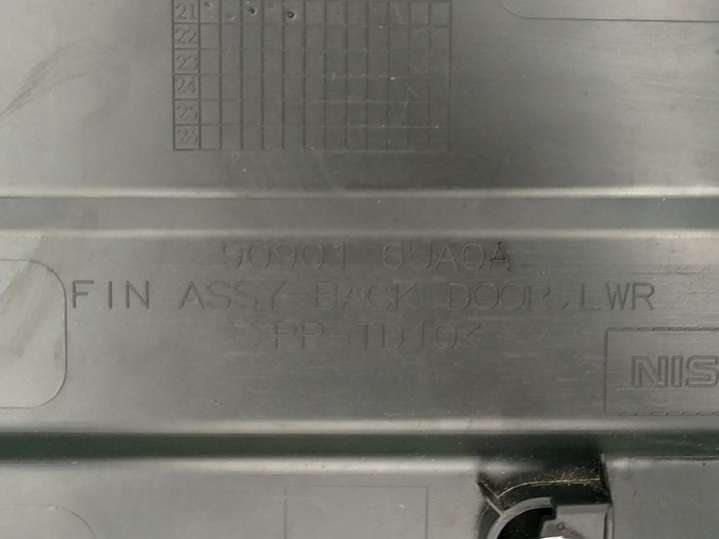 21
22
23
24
25
26
90901 6UA0A
FIN ASSY-BACK DOOR,LWR
>PP-TD10<
NIS